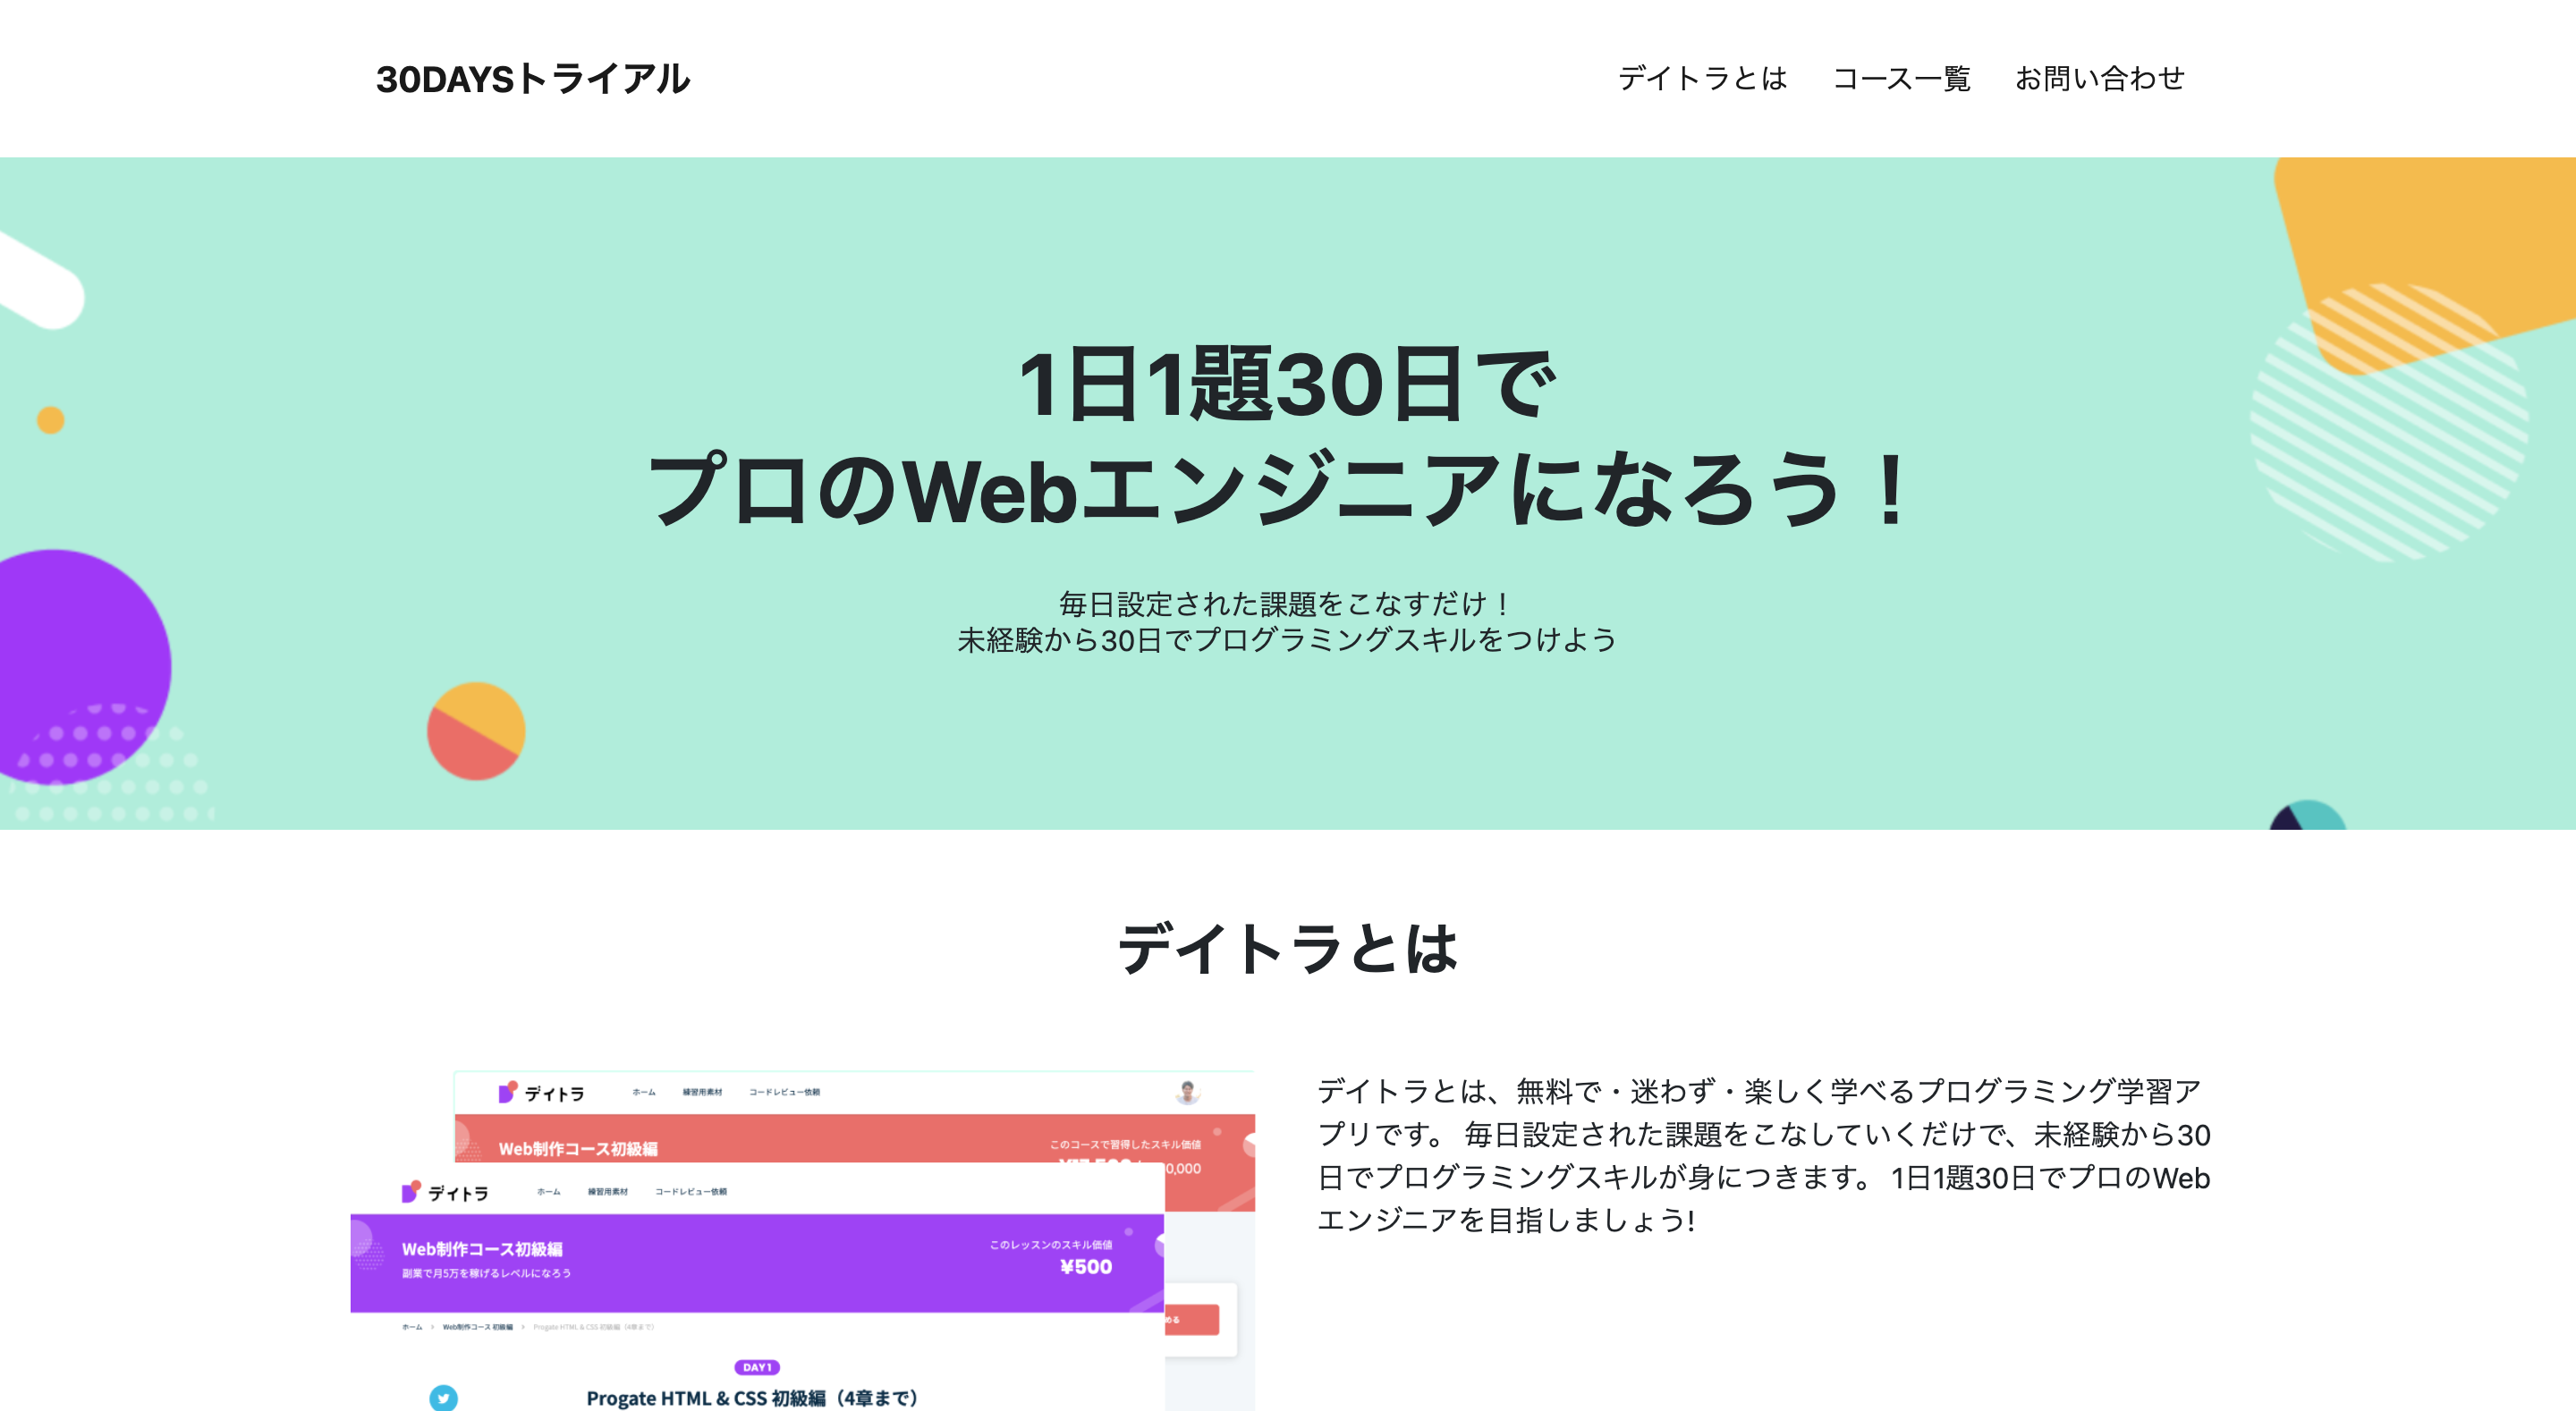 30DAYSトライアル
デイトラとは コース一覧 お問い合わせ
1日1題30日で
プロのWebエンジニアになろう！
毎日設定された課題をこなすだけ！
未経験から30日でプログラミングスキルをつけよう
デイトラとは
デイトラ ホーム 練習用素材 コードレビュー依頼
Web制作コース初級編
このコースで習得したスキル価値
0,000
デイトラ ホーム 練習用素材 コードレビュー依頼
Web制作コース初級編
副業で月5万を稼げるレベルになろう
このレッスンのスキル価値
¥500
ホーム > Web制作コース 初級編 > Progate HTML & CSS 初級編（4章まで）
める
DAY 1
Progate HTML & CSS 初級編（4章まで）
デイトラとは、無料で・迷わず・楽しく学べるプログラミング学習ア
プリです。 毎日設定された課題をこなしていくだけで、未経験から30
日でプログラミングスキルが身につきます。 1日1題30日でプロのWeb
エンジニアを目指しましょう!